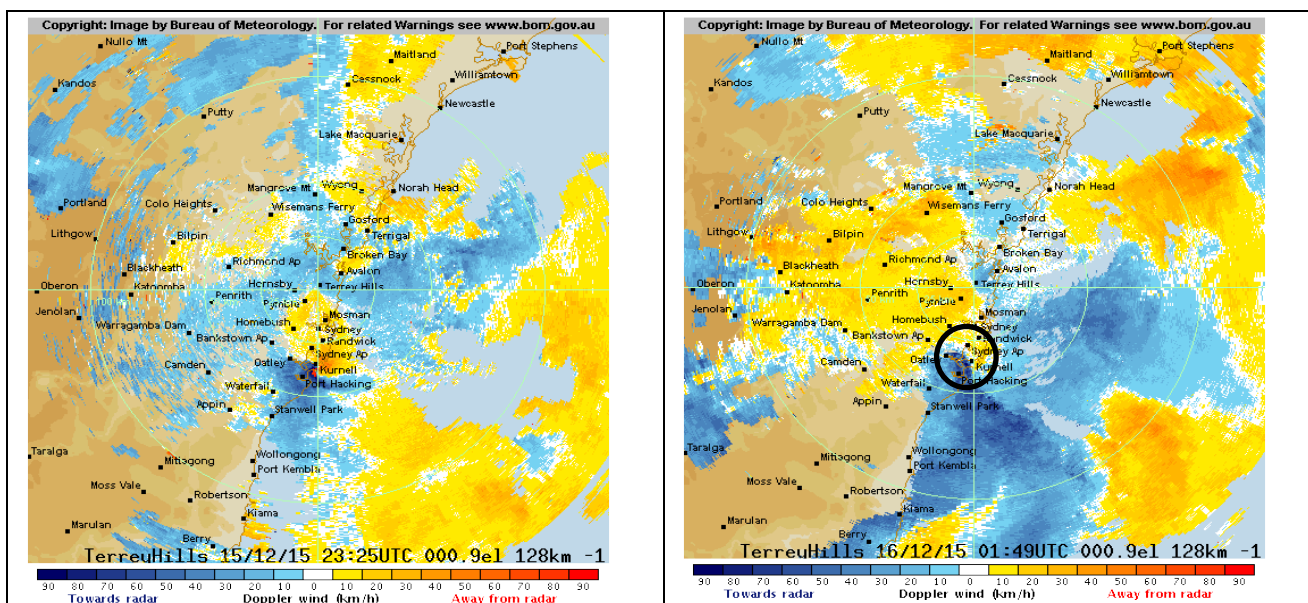 Copyright: Image by Bureau of Meteorology. For related Warnings see www.bom.gov.au
Nullo Mt
Port Stephens
Maitland
Kandos
Cessnock
Williamtown
Putty
Newcastle
Lake Macquarie
Mangrove Mt
Wyong
Norah Head
Portland
Colo Heights
Wisemans Ferry
Gosford
Lithgow
Bilpin
Terrigal
Broken Bay
Richmond Ap
Blackheath
Avalon
Oberon
Katoomba
Hornsby
Terrey Hills
Penrith
Pymble
Jenolan
Warragamba Dam
Homebush
Mosman
Sydney
Bankstown Ap
Randwick
Sydney Ap
Camden
Oatley
Kurnell
Port Hacking
Waterfall
Appin
Stanwell Park
Taralga
Mittagong
Wollongong
Port Kembla
Moss Vale
Robertson
Kiama
Marulan
Berry
TerreyHills 15/12/15 23:25UTC 000.9el 128km -1
90 80 70 60 50 40 30 20 10 0 10 20 30 40 50 60 70 80 90
Towards radar Doppler wind (km/h) Away from radar
Copyright: Image by Bureau of Meteorology. For related Warnings see www.bom.gov.au
Nullo Mt
Port Stephens
Maitland
Kandos
Cessnock
Williamtown
Putty
Newcastle
Lake Macquarie
Mangrove Mt
Wyong
Norah Head
Portland
Colo Heights
Wisemans Ferry
Gosford
Lithgow
Bilpin
Terrigal
Broken Bay
Richmond Ap
Blackheath
Avalon
Oberon
Katoomba
Hornsby
Terrey Hills
Penrith
Pymble
Jenolan
Warragamba Dam
Homebush
Mosman
Sydney
Bankstown Ap
Randwick
Sydney Ap
Camden
Oatley
Kurnell
Port Hacking
Waterfall
Appin
Stanwell Park
Taralga
Mittagong
Wollongong
Port Kembla
Moss Vale
Robertson
Kiama
Marulan
Berry
TerreyHills 16/12/15 01:49UTC 000.9el 128km -1
90 80 70 60 50 40 30 20 10 0 10 20 30 40 50 60 70 80 90
Towards radar Doppler wind (km/h) Away from radar